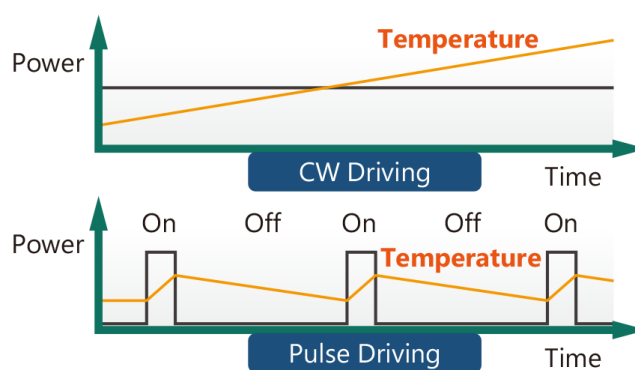 Temperature
Power
CW Driving
Time
On Off On Off On
Power
Temperature
Pulse Driving
Time